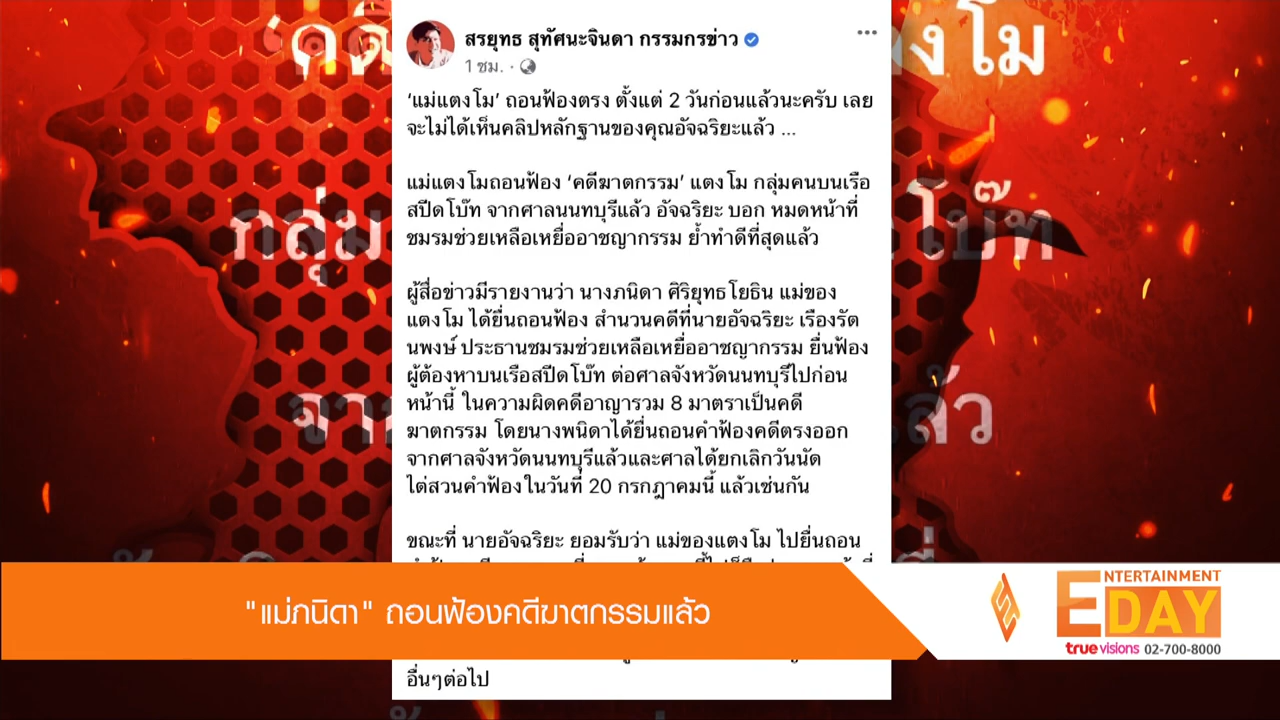 สรยุทธ สุทัศนะจินดา กรรมกรข่าว
1 ชม.
‘แม่แตงโม’ ถอนฟ้องตรง ตั้งแต่ 2 วันก่อนแล้วนะครับ เลย
จะไม่ได้เห็นคลิปหลักฐานของคุณอัจฉริยะแล้ว ...
แม่แตงโมถอนฟ้อง ‘คดีฆาตกรรม’ แตงโม กลุ่มคนบนเรือ
สปีดโบ๊ท จากศาลนนทบุรีแล้ว อัจฉริยะ บอก หมดหน้าที่
ชมรมช่วยเหลือเหยื่ออาชญากรรม ย้ำทำดีที่สุดแล้ว
ผู้สื่อข่าวมีรายงานว่า นางภนิดา ศิริยุทธโยธิน แม่ของ
แตงโม ได้ยื่นถอนฟ้อง สำนวนคดีที่นายอัจฉริยะ เรืองรัต
นพงษ์ ประธานชมรมช่วยเหลือเหยื่ออาชญากรรม ยื่นฟ้อง
ผู้ต้องหาบนเรือสปีดโบ๊ท ต่อศาลจังหวัดนนทบุรีไปก่อน
หน้านี้ ในความผิดคดีอาญารวม 8 มาตราเป็นคดี
ฆาตกรรม โดยนางพนิดาได้ยื่นถอนคำฟ้องคดีตรงออก
จากศาลจังหวัดนนทบุรีแล้วและศาลได้ยกเลิกวันนัด
ไต่สวนคำฟ้องในวันที่ 20 กรกฎาคมนี้ แล้วเช่นกัน
ขณะที่ นายอัจฉริยะ ยอมรับว่า แม่ของแตงโม ไปยื่นถอน
อื่นๆต่อไป
"แม่ภนิดา" ถอนฟ้องคดีฆาตกรรมแล้ว
ENTERTAINMENT
EDAY
truevisions 02-700-8000
กลุ่ม
โบ๊ท
งโม